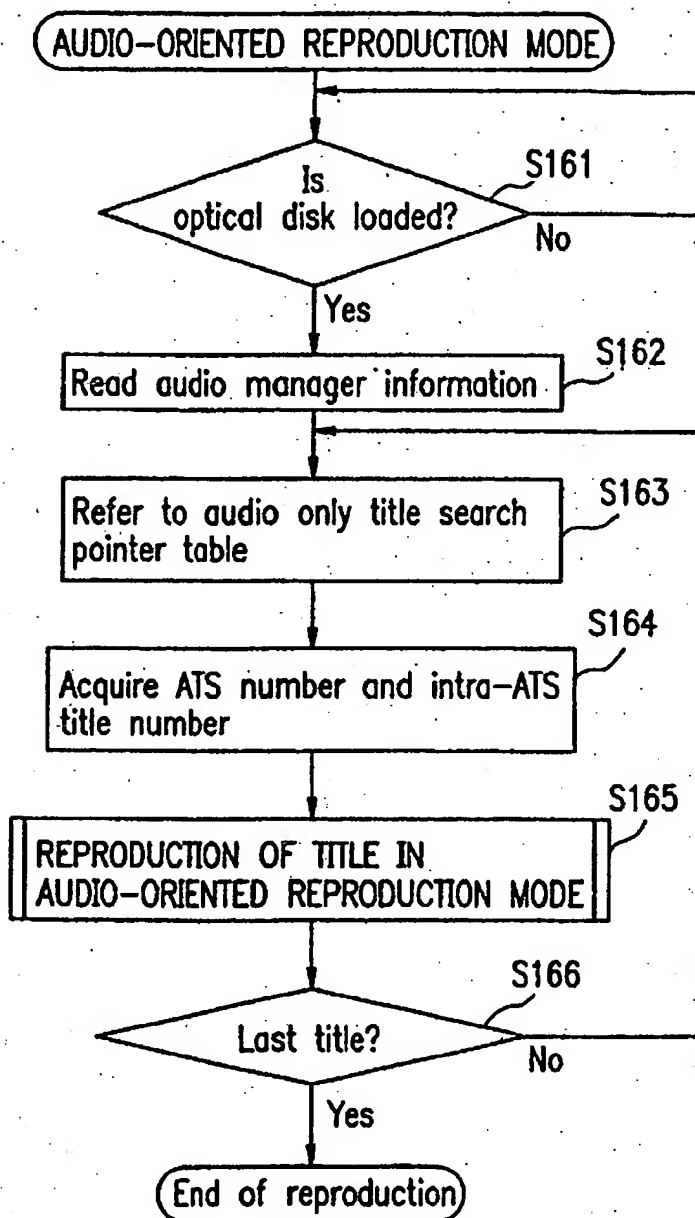 AUDIO-ORIENTED REPRODUCTION MODE
S161
Is
optical disk loaded?
No
Yes
S162
Read audio manager information
S163
Refer to audio only title search
pointer table
S164
Acquire ATS number and intra-ATS
title number
S165
REPRODUCTION OF TITLE IN
AUDIO-ORIENTED REPRODUCTION MODE
S166
Last title?
No
Yes
End of reproduction